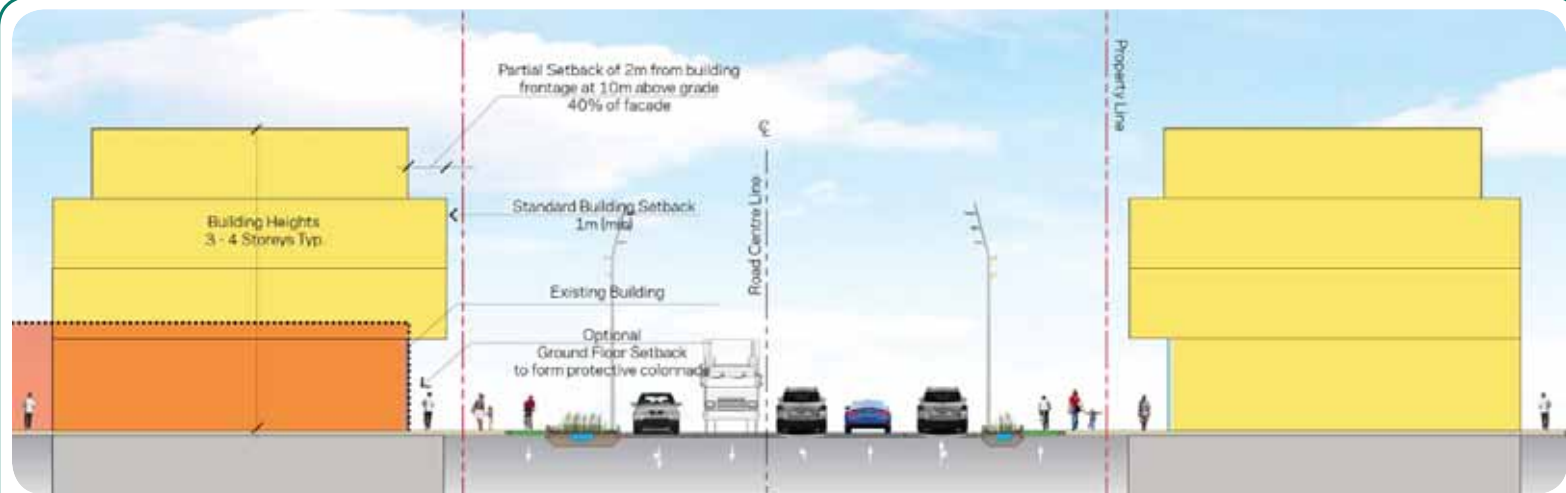 Partial Setback of 2m from building
frontage at 10m above grade
40% of facade
Property Line
℄
Standard Building Setback
1m (min)
Building Heights
3 - 4 Storeys Typ.
Road Centre Line
Existing Building
Optional
Ground Floor Setback
to form protective colonnade